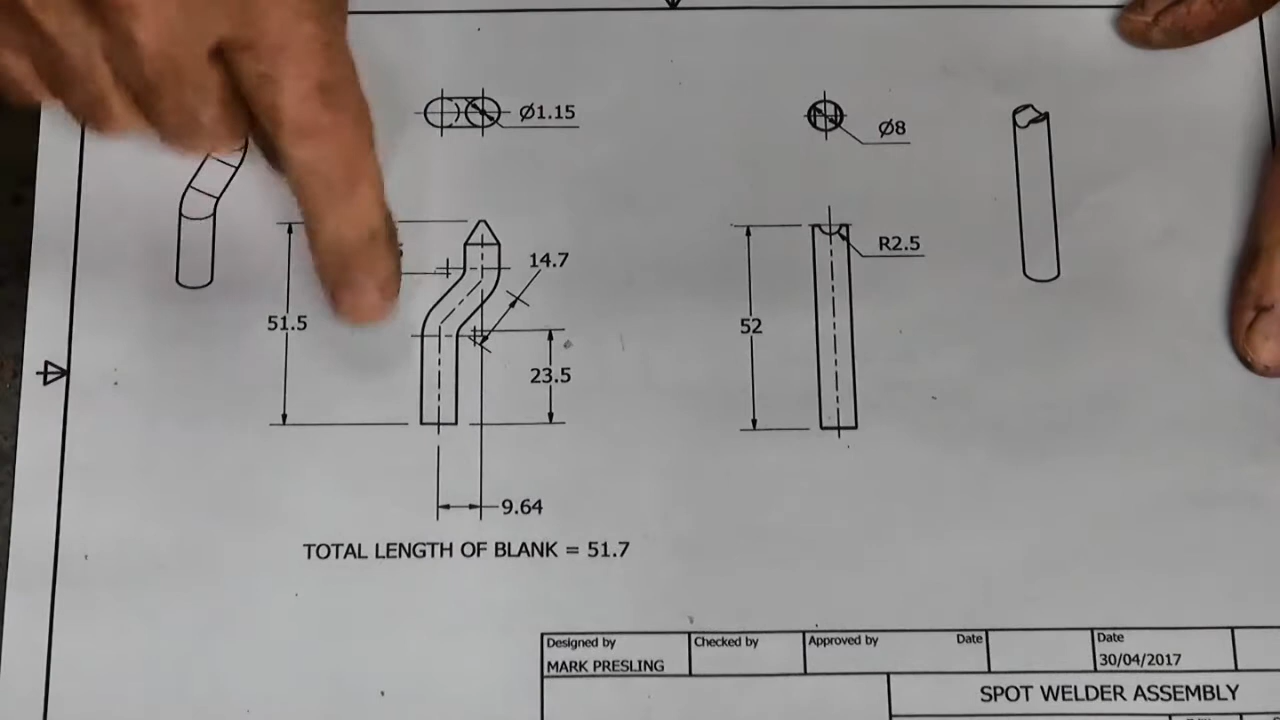 Ø1.15
Ø8
R2.5
14.7
51.5
52
23.5
9.64
TOTAL LENGTH OF BLANK = 51.7
Designed by
MARK PRESLING
Checked by
Approved by
Date
Date
30/04/2017
SPOT WELDER ASSEMBLY